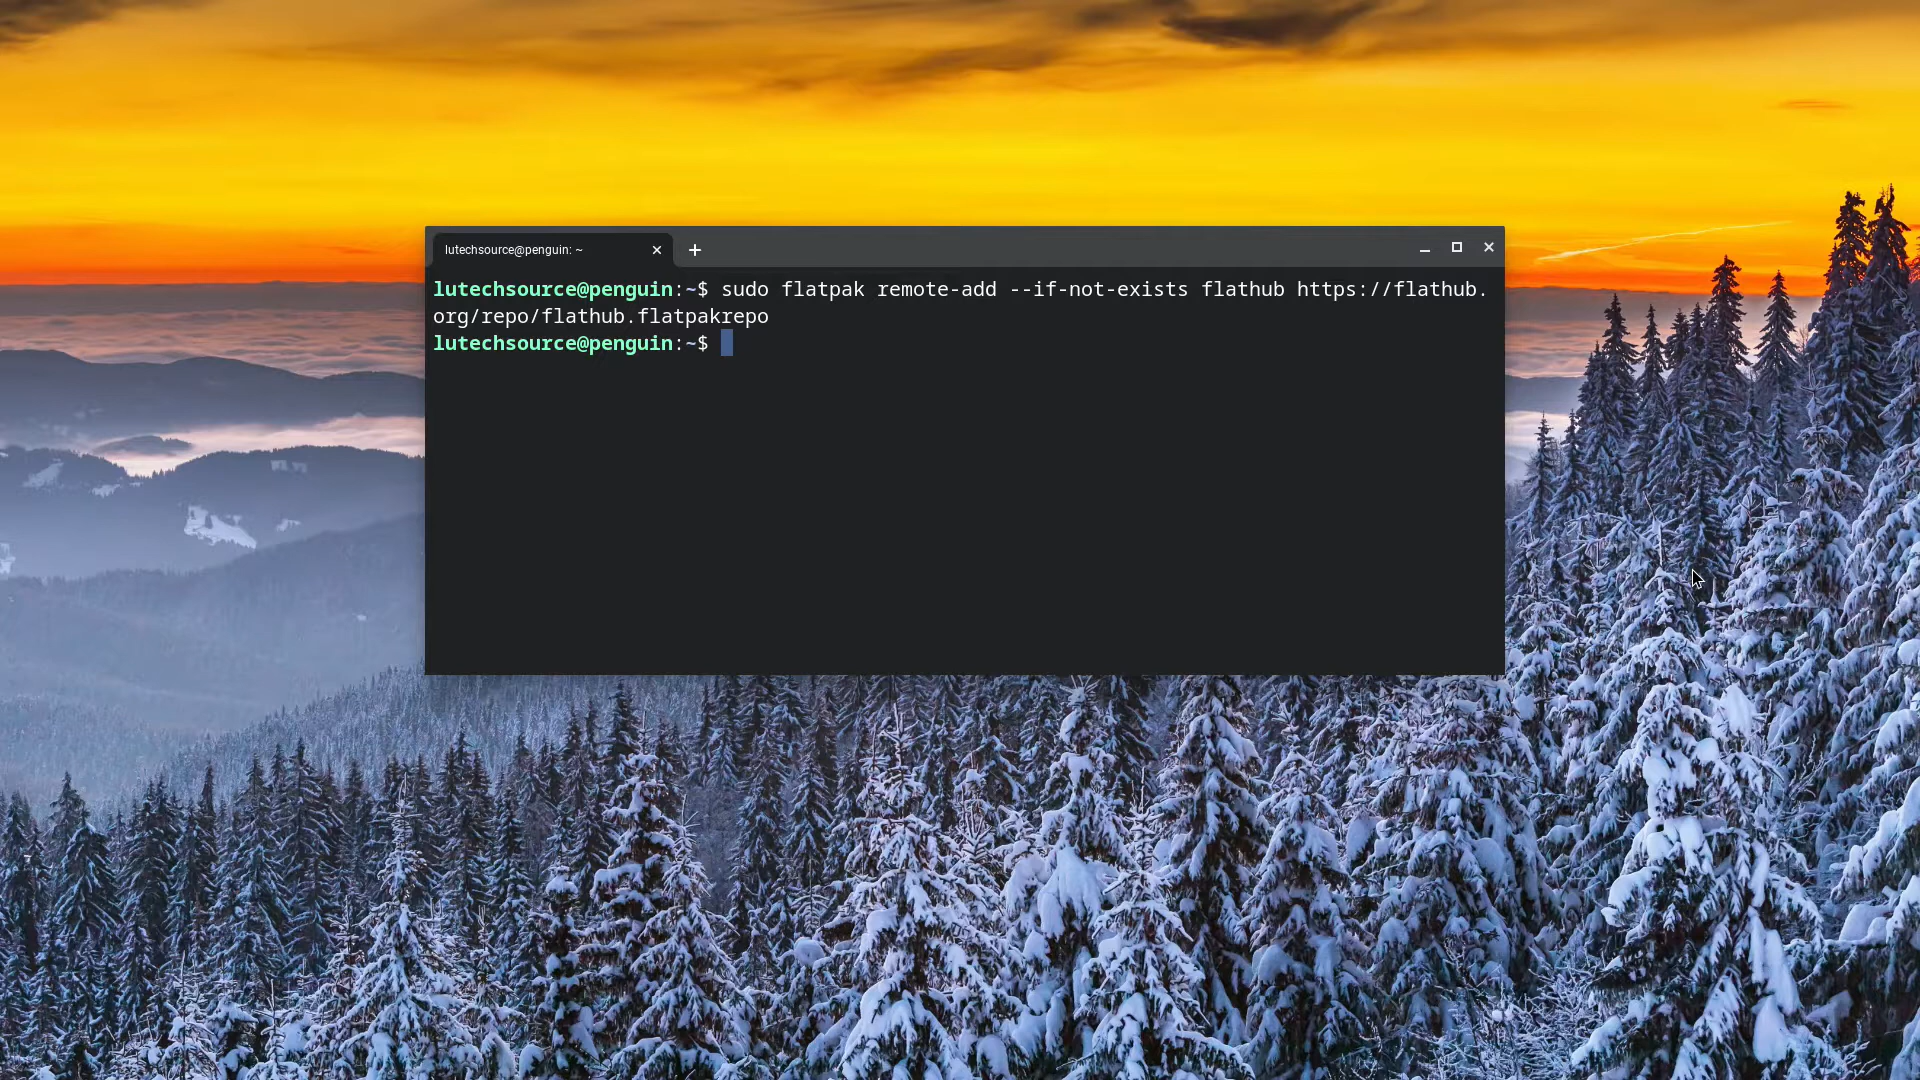 lutechsource@penguin: ~
lutechsource@penguin:~$ sudo flatpak remote-add --if-not-exists flathub https://flathub.
org/repo/flathub.flatpakrepo
lutechsource@penguin:~$